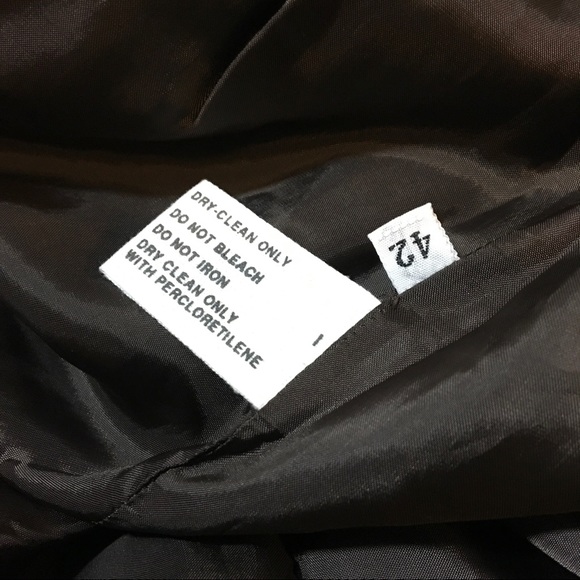 DRY-CLEAN ONLY
DO NOT BLEACH
DO NOT IRON
DRY CLEAN ONLY
WITH PERCLORETILENE
I
42